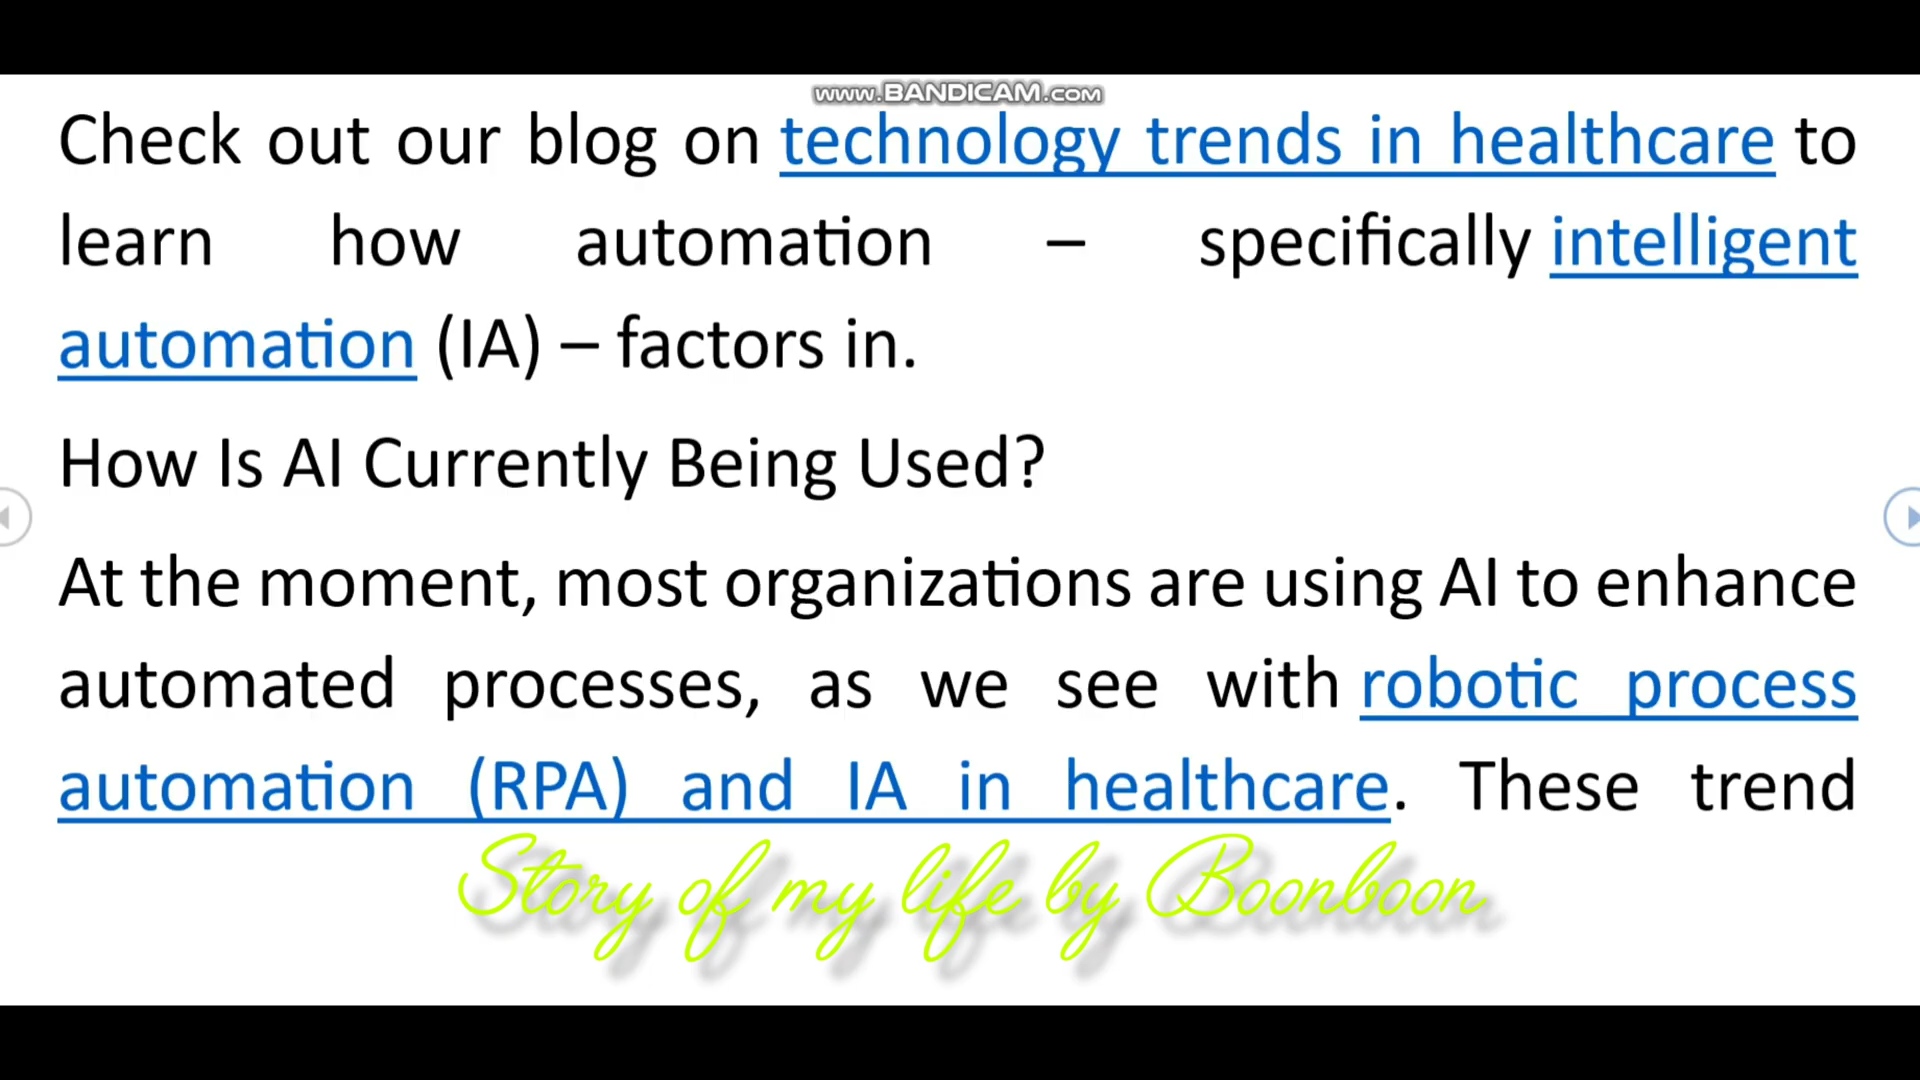 www.BANDICAM.com
Check out our blog on technology trends in healthcare to
learn how automation – specifically intelligent
automation (IA) – factors in.
How Is AI Currently Being Used?
At the moment, most organizations are using AI to enhance
automated processes, as we see with robotic process
automation (RPA) and IA in healthcare. These trend
Story of my life by Boonboon